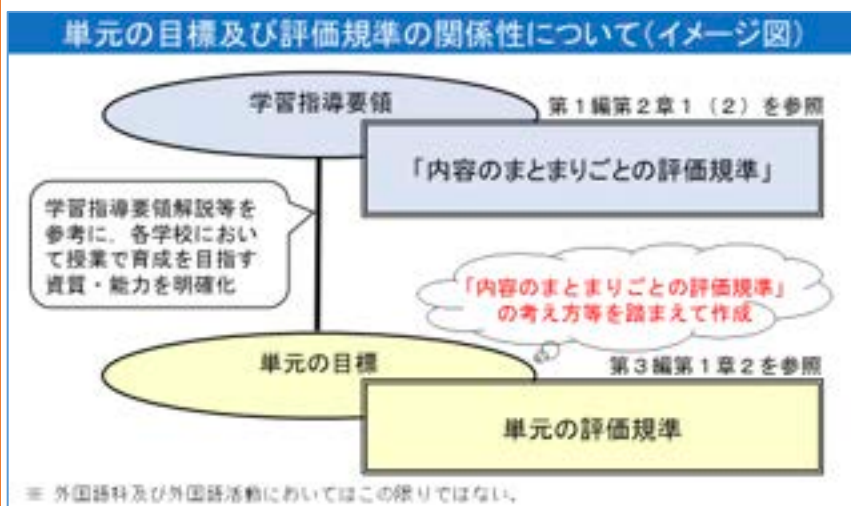 単元の目標及び評価規準の関係性について(イメージ図)
学習指導要領
第1編第2章1（2）を参照
「内容のまとまりごとの評価規準」
学習指導要領解説等を
参考に，各学校におい
て授業で育成を目指す
資質・能力を明確化
「内容のまとまりごとの評価規準」
の考え方等を踏まえて作成
単元の目標
第3編第1章2を参照
単元の評価規準
※ 外国語科及び外国語活動においてはこの限りではない。